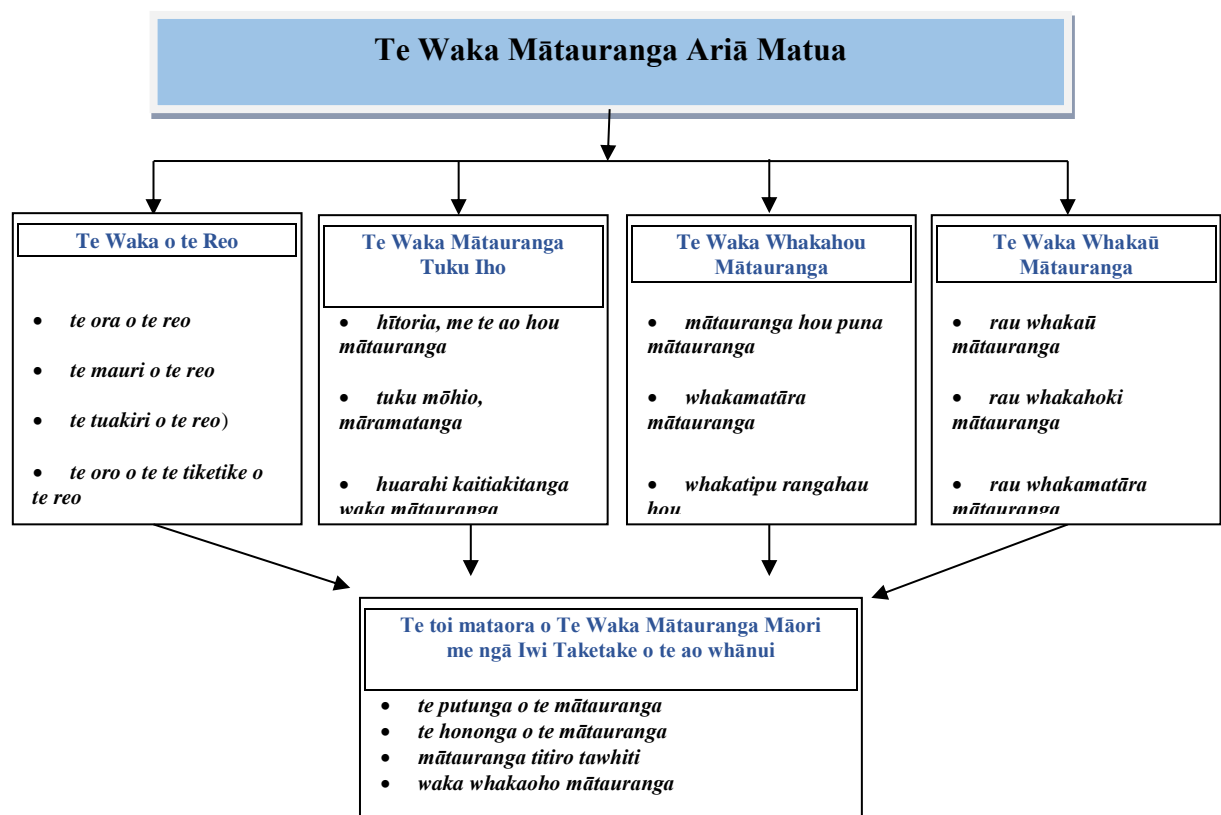 Te Waka Mātauranga Ariā Matua
Te Waka o te Reo
• te ora o te reo
• te mauri o te reo
• te tuakiri o te reo)
• te oro o te te tiketike o
te reo
Te Waka Mātauranga
Tuku Iho
• hītoria, me te ao hou
mātauranga
• tuku mōhio,
māramatanga
• huarahi kaitiakitanga
waka mātauranga
Te Waka Whakahou
Mātauranga
• mātauranga hou puna
mātauranga
• whakamatāra
mātauranga
• whakatipu rangahau
hou
Te Waka Whakaū
Mātauranga
• rau whakaū
mātauranga
• rau whakahoki
mātauranga
• rau whakamatāra
mātauranga
Te toi mataora o Te Waka Mātauranga Māori
me ngā Iwi Taketake o te ao whānui
• te putunga o te mātauranga
• te hononga o te mātauranga
• mātauranga titiro tawhiti
• waka whakaoho mātauranga